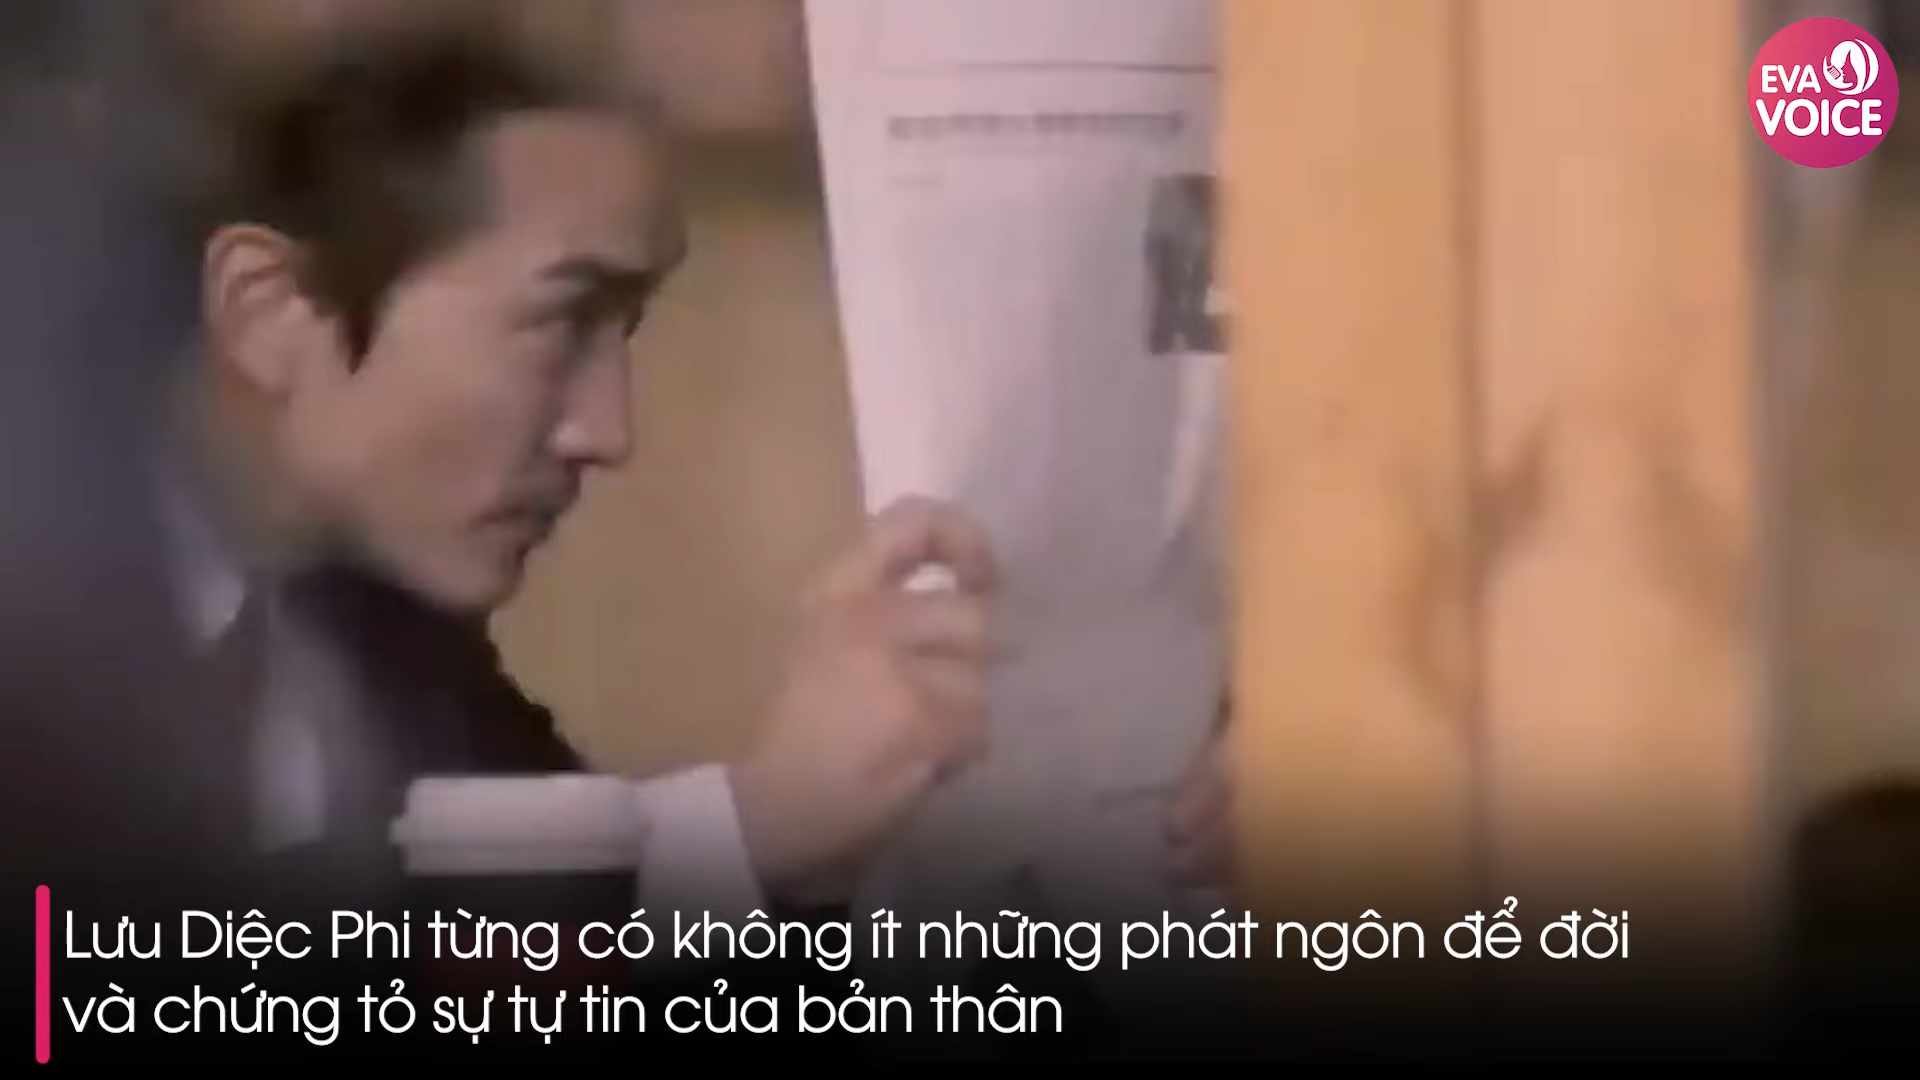 EVA
VOICE
Lưu Diệc Phi từng có không ít những phát ngôn để đời
và chứng tỏ sự tự tin của bản thân